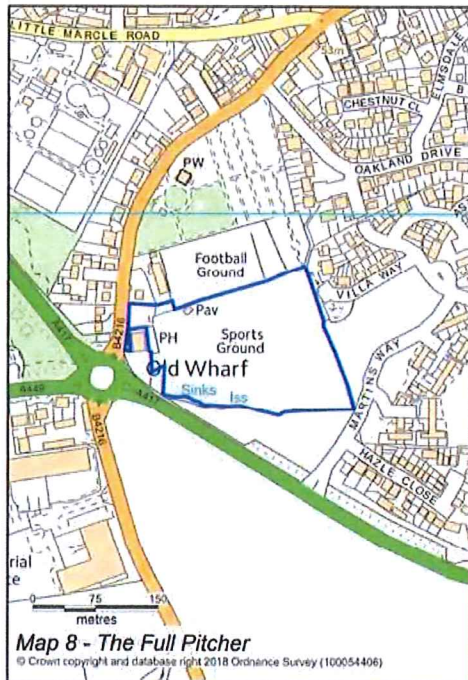 LITTLE MARCLE ROAD
53m
CHESTNUT CL
ELMSDALE
OAKLAND DRIVE
PW
Football
Ground
VILLA WAY
Pav
Sports
Ground
PH
B4216
A417
Old Wharf
Sinks
Iss
A449
A417
B4216
MARTINS WAY
HAZLE CLOSE
0 75 150
metres
Map 8 - The Full Pitcher
© Crown copyright and database right 2018 Ordnance Survey (100054406)